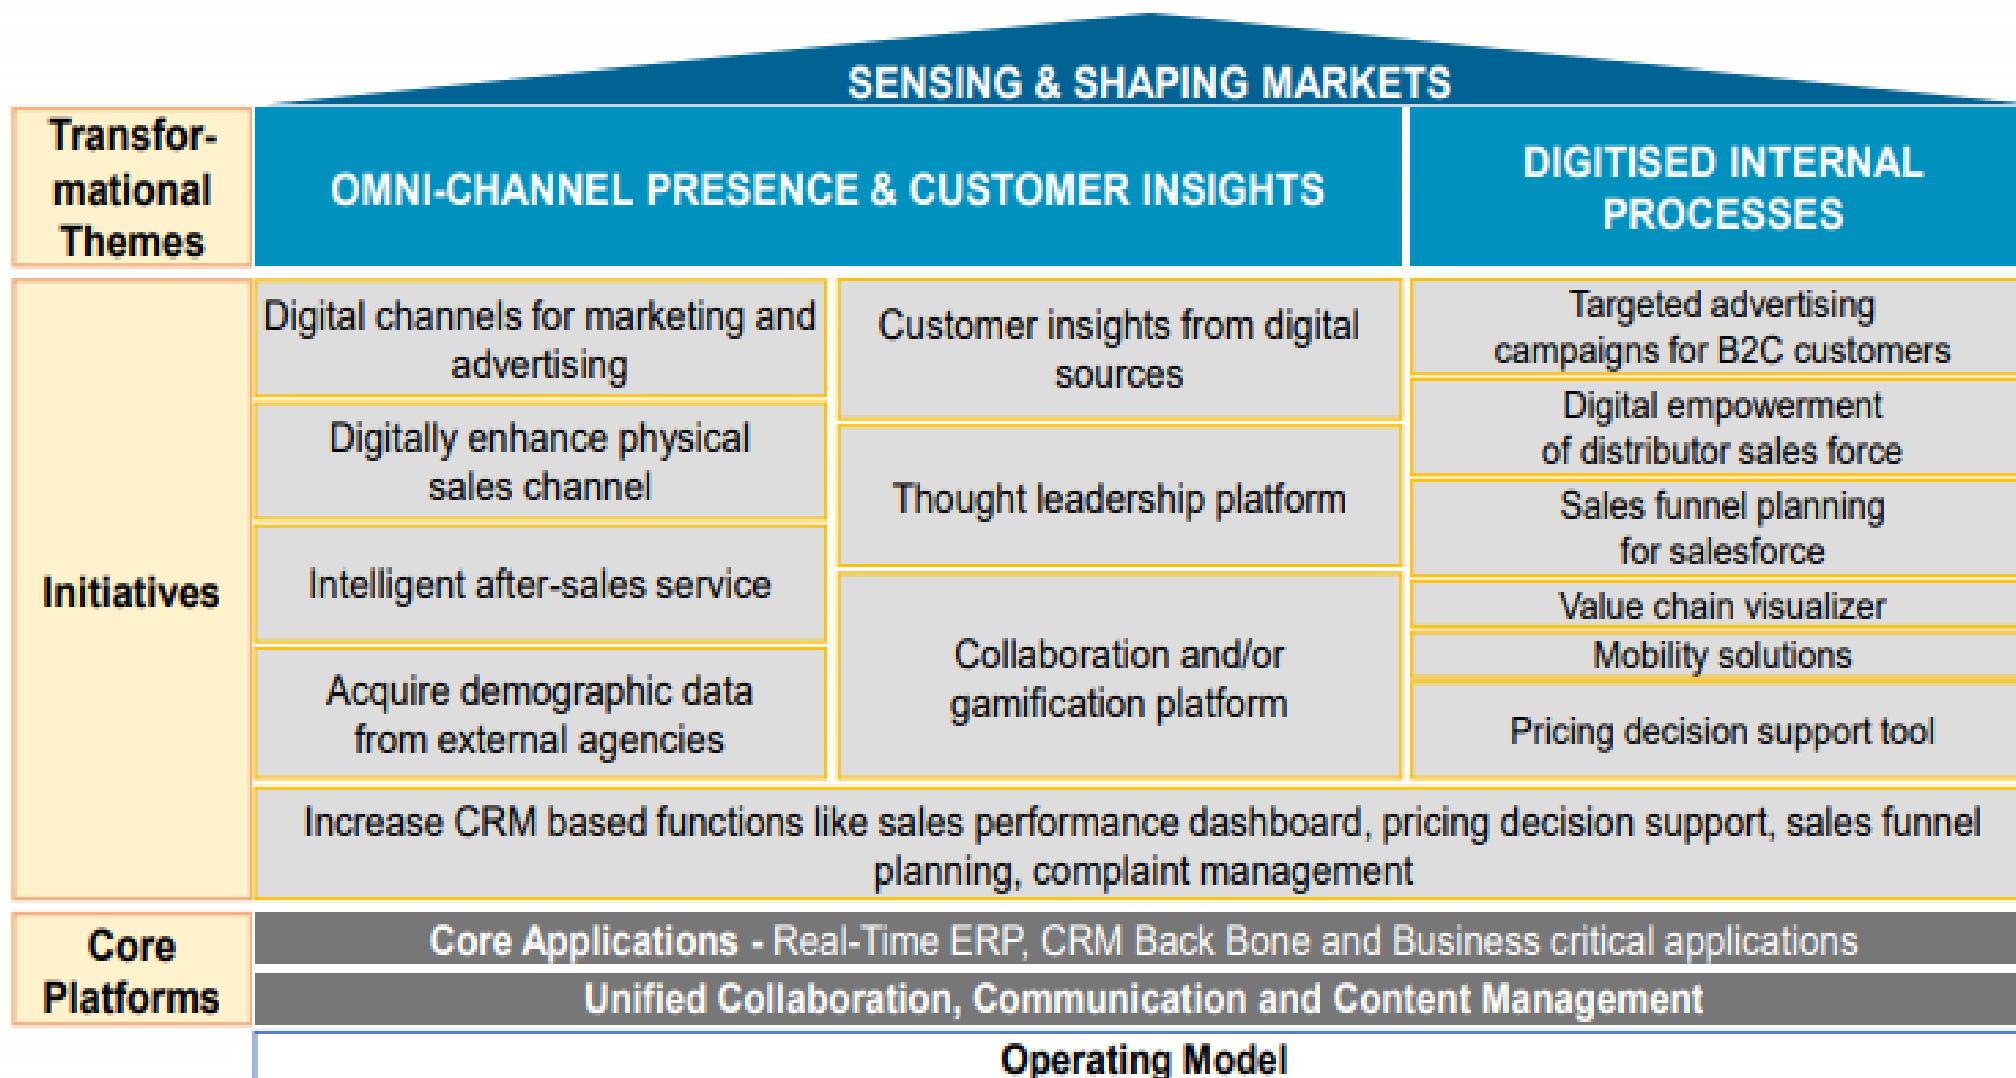 SENSING & SHAPING MARKETS
Transfor-
mational
Themes
OMNI-CHANNEL PRESENCE & CUSTOMER INSIGHTS
DIGITISED INTERNAL
PROCESSES
Initiatives
Digital channels for marketing and
advertising
Digitally enhance physical
sales channel
Intelligent after-sales service
Acquire demographic data
from external agencies
Customer insights from digital
sources
Thought leadership platform
Collaboration and/or
gamification platform
Targeted advertising
campaigns for B2C customers
Digital empowerment
of distributor sales force
Sales funnel planning
for salesforce
Value chain visualizer
Mobility solutions
Pricing decision support tool
Increase CRM based functions like sales performance dashboard, pricing decision support, sales funnel
planning, complaint management
Core
Platforms
Core Applications - Real-Time ERP, CRM Back Bone and Business critical applications
Unified Collaboration, Communication and Content Management
Operating Model